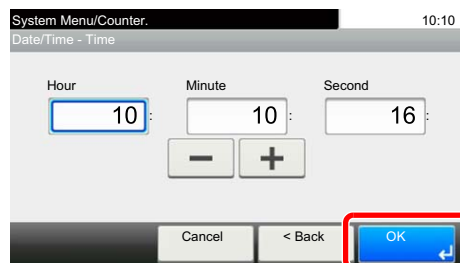 System Menu/Counter. 10:10
Date/Time - Time
Hour Minute Second
10 : 10 : 16 :
Cancel < Back OK